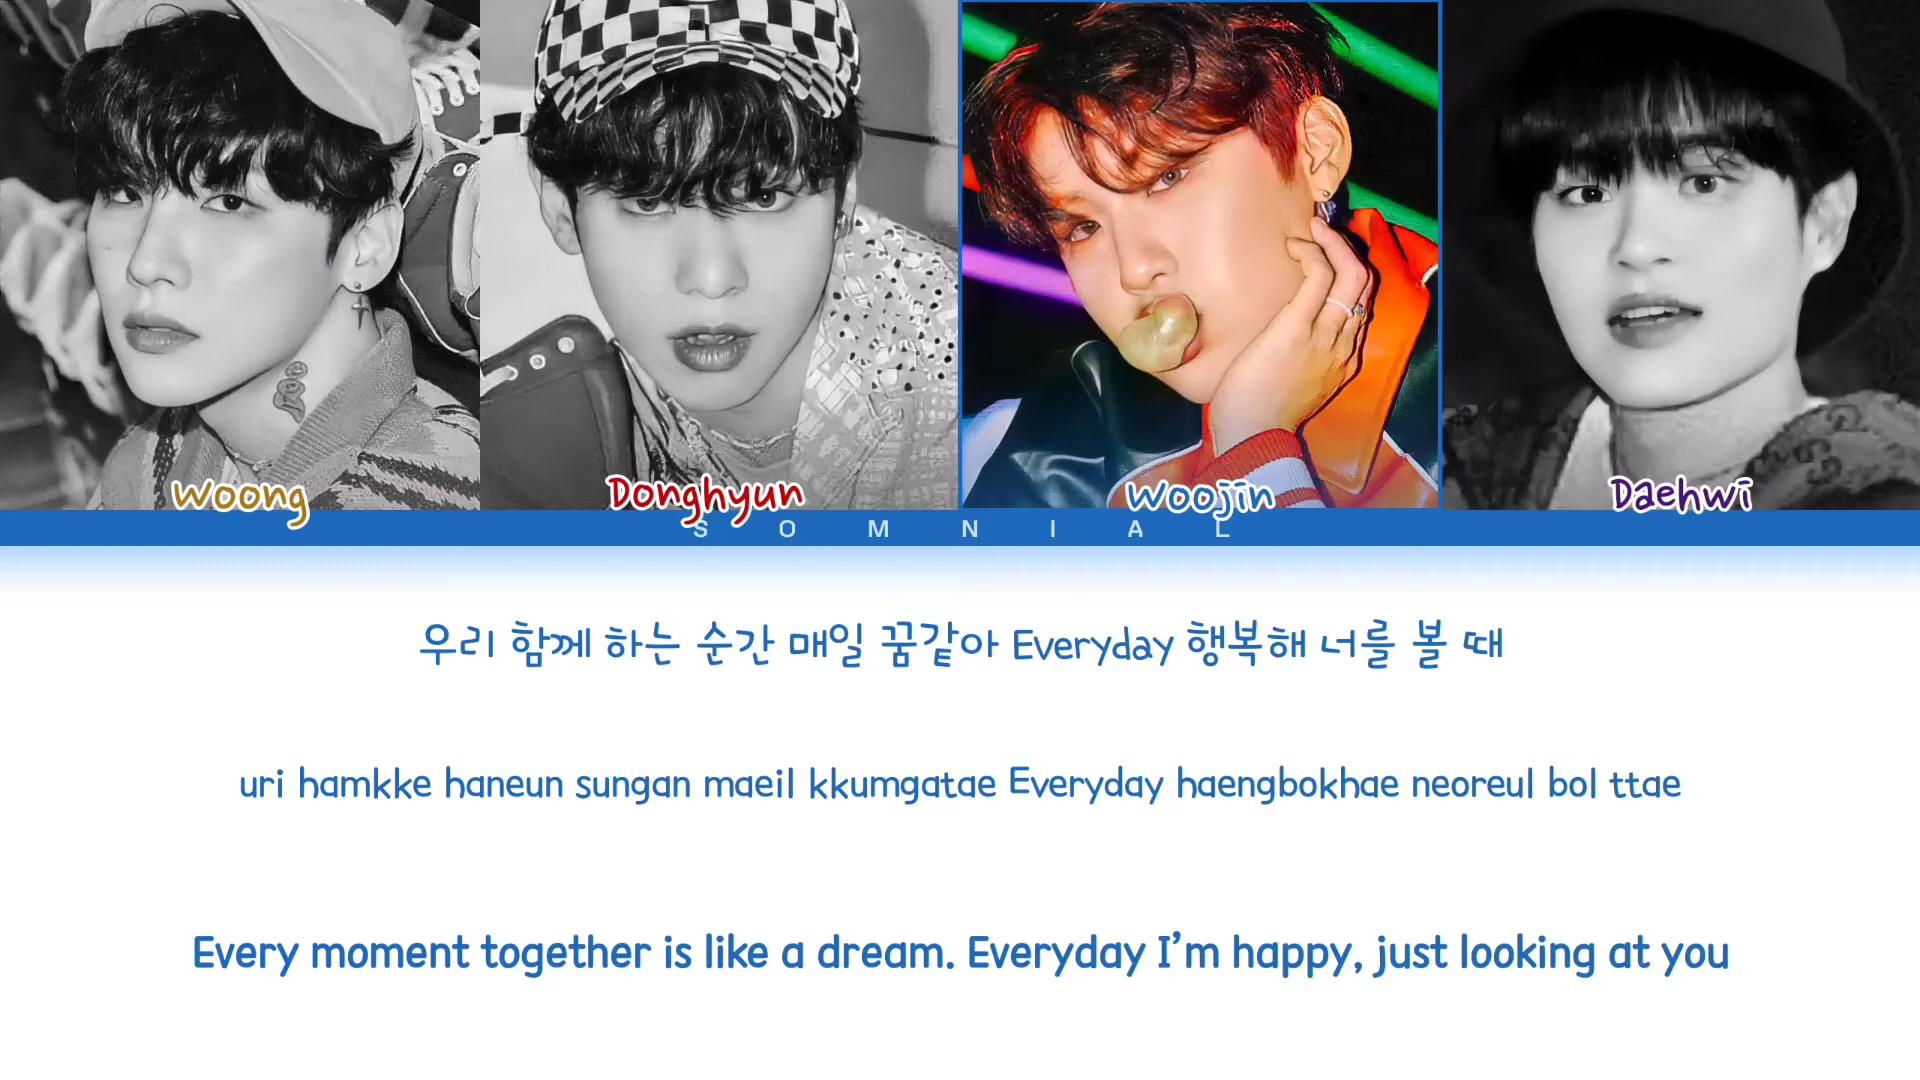 Woong
Donghyun
Woojin
Daehwi
SOMNIAL
우리 함께 하는 순간 매일 꿈같아 Everyday 행복해 너를 볼 때
uri hamkke haneun sungan maeil kkumgatae Everyday haengbokhae neoreul bol ttae
Every moment together is like a dream. Everyday I'm happy, just looking at you